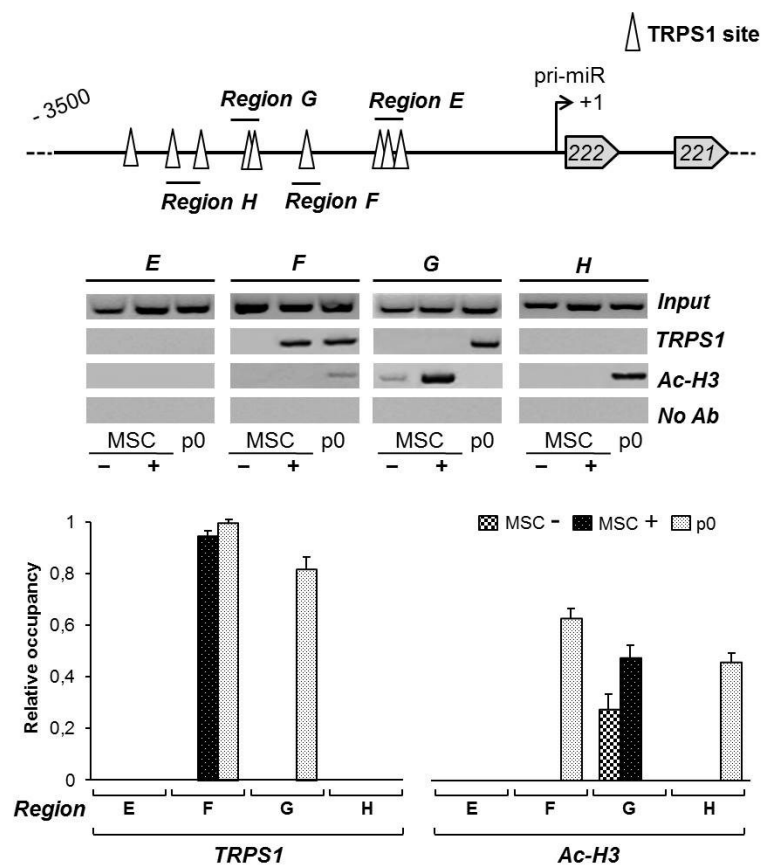 TRPS1 site
- 3500
pri-miR
+1
Region G
Region E
222
221
Region H
Region F
E F G H
Input
TRPS1
Ac-H3
No Ab
MSC p0 MSC p0 MSC p0 MSC p0
– + – + – + – +
MSC - MSC + p0
Relative occupancy
1
0,8
0,6
0,4
0,2
0
Region E F G H E F G H
TRPS1 Ac-H3